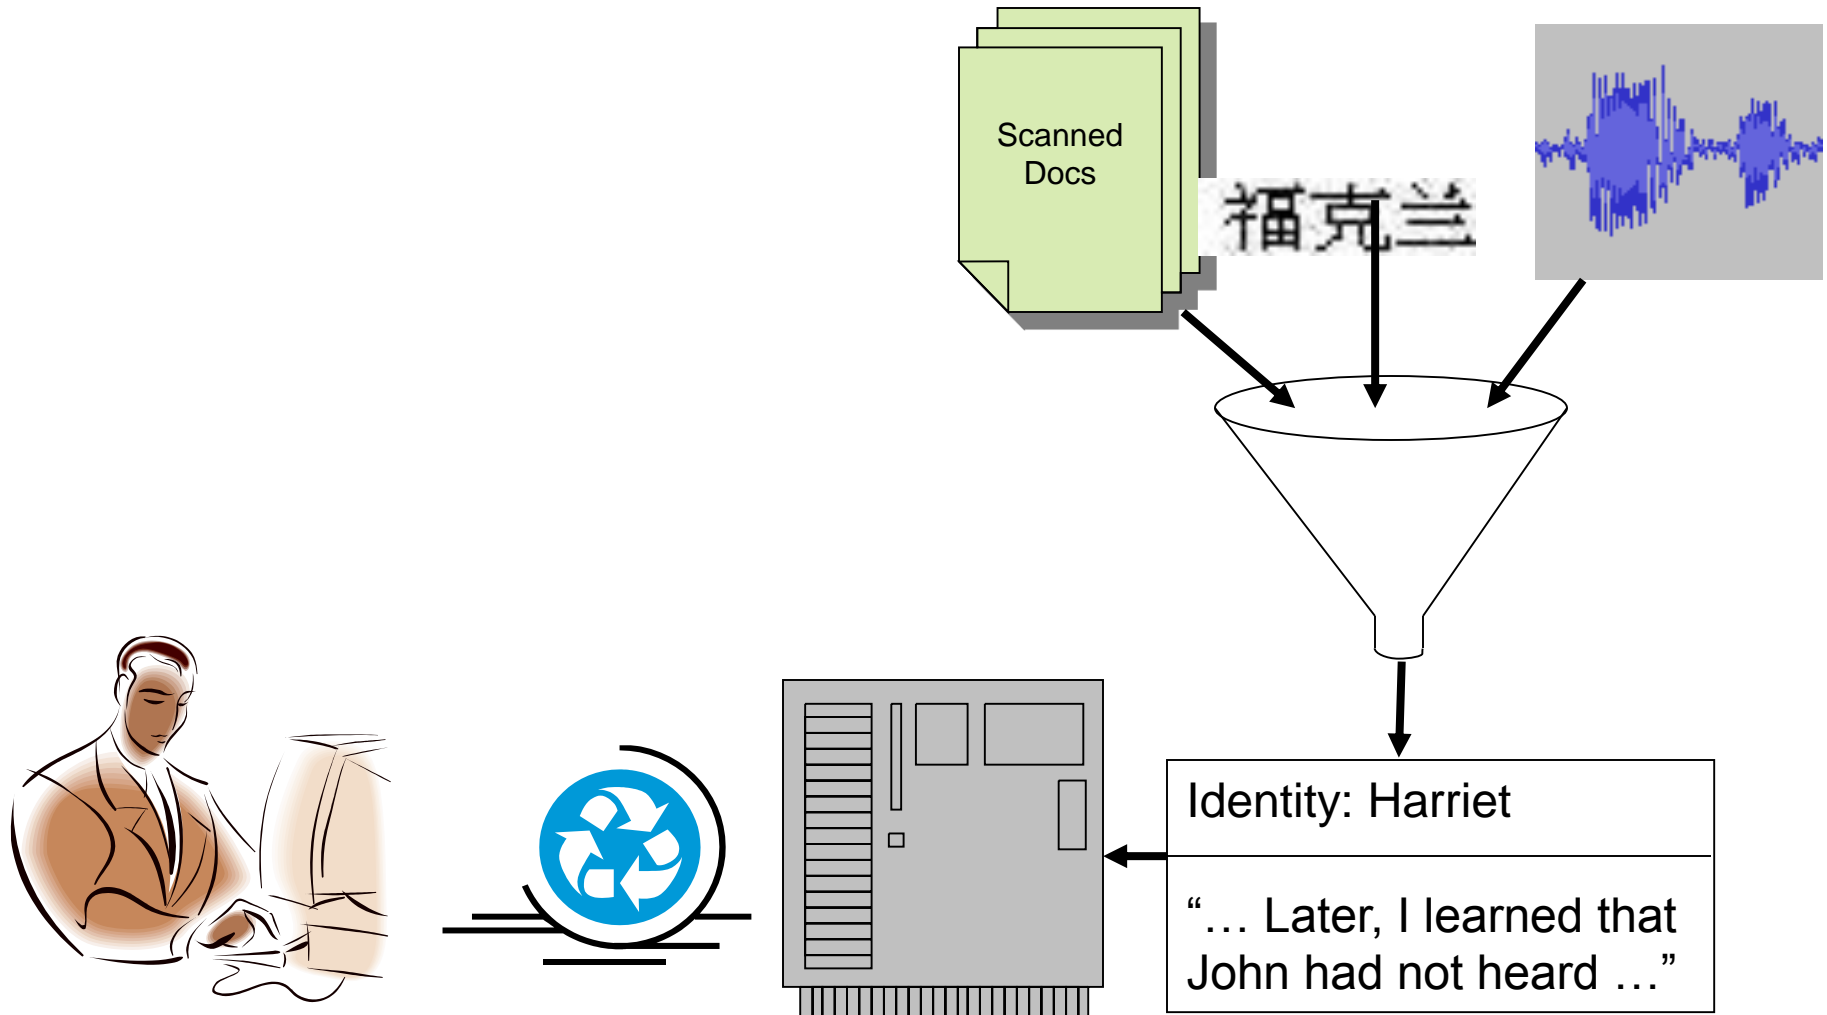 Scanned
Docs
福克兰
Identity: Harriet
“… Later, I learned that
John had not heard …”